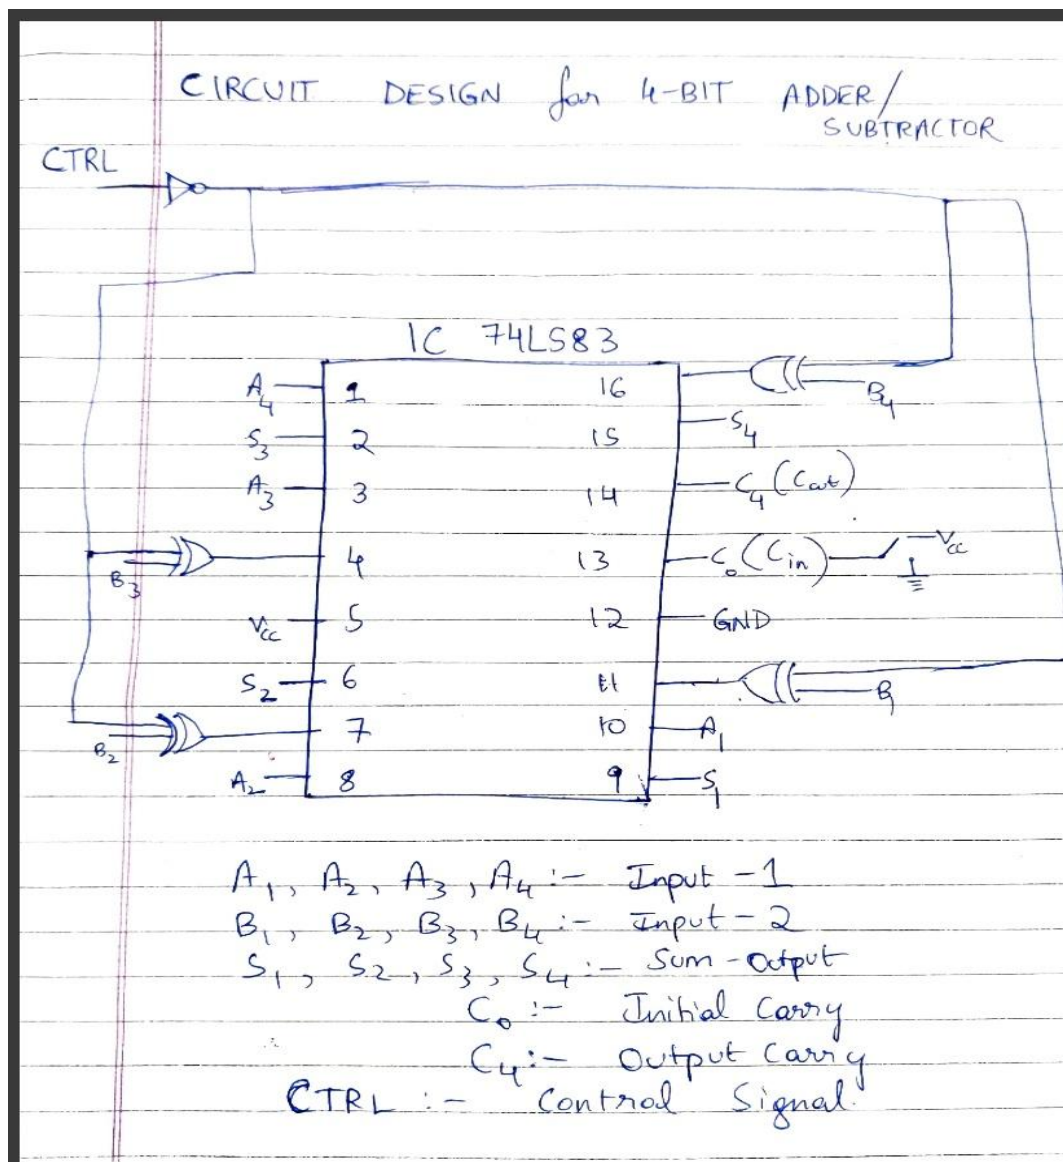 CIRCUIT DESIGN for 4-BIT ADDER/
SUBTRACTOR
CTRL
IC 74LS83
A4 1 16 B4
S3 2 15 S4
A3 3 14 C4 (Cout)
B3 4 13 C0 (Cin) Vcc
Vcc 5 12 GND
S2 6 11 B1
B2 7 10 A1
A2 8 9 S1
A1, A2, A3, A4 :- Input - 1
B1, B2, B3, B4 :- Input - 2
S1, S2, S3, S4 :- Sum - Output
C0 :- Initial Carry
C4 :- Output Carry
CTRL :- Control Signal.